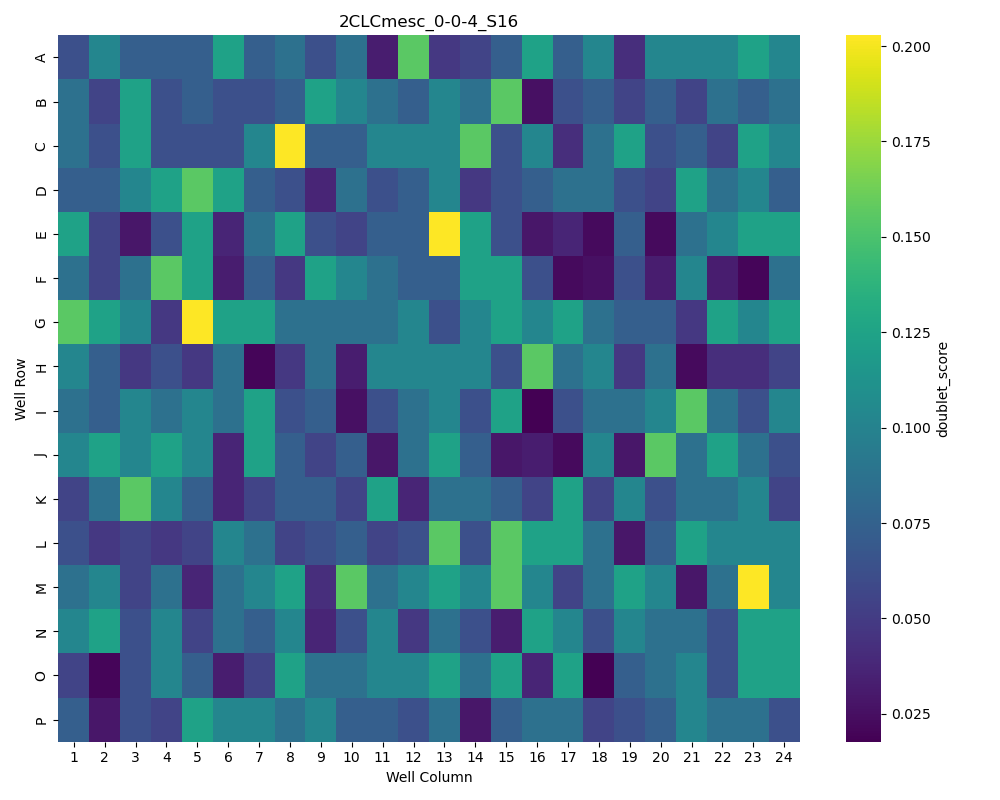 2CLCmesc_0-0-4_S16
Well Row
A
B
C
D
E
F
G
H
I
J
K
L
M
N
O
P
1 2 3 4 5 6 7 8 9 10 11 12 13 14 15 16 17 18 19 20 21 22 23 24
Well Column
0.200
0.175
0.150
0.125
0.100
0.075
0.050
0.025
doublet_score